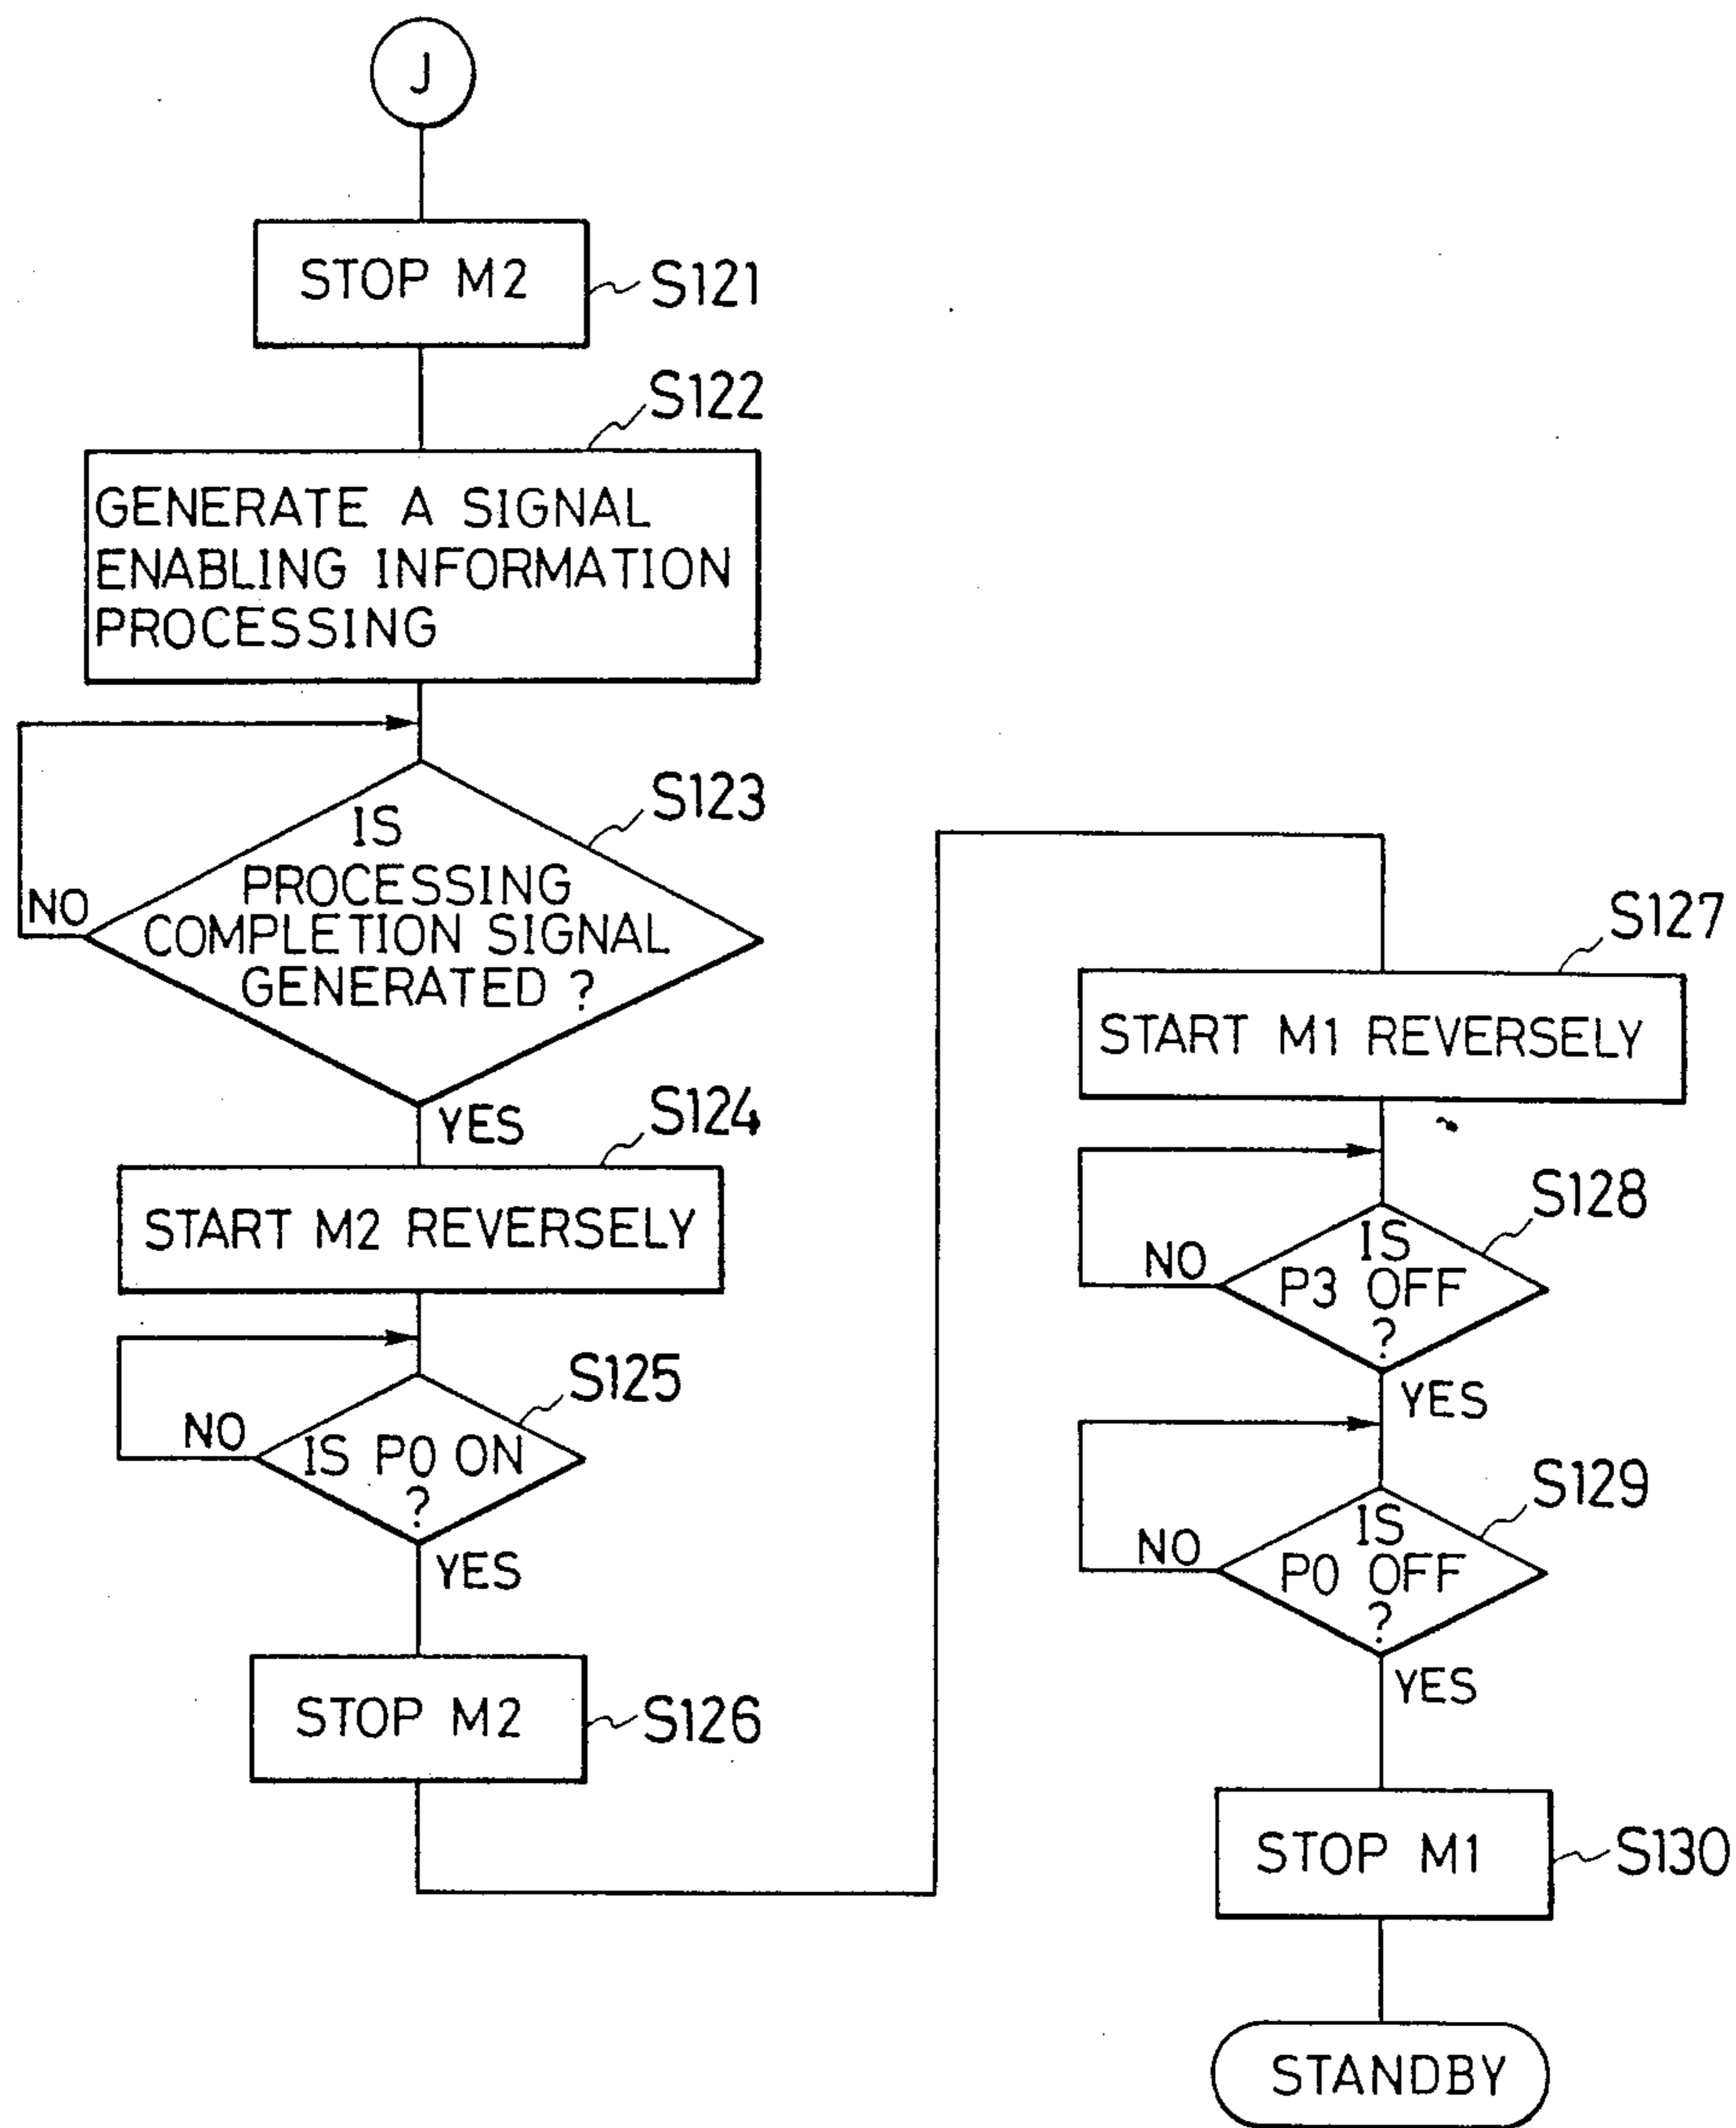 J
STOP M2
S121
S122
GENERATE A SIGNAL
ENABLING INFORMATION
PROCESSING
S123
IS
PROCESSING
COMPLETION SIGNAL
GENERATED ?
NO
YES
S124
START M2 REVERSELY
S125
NO
IS P0 ON
?
YES
STOP M2
S126
S127
START M1 REVERSELY
S128
IS
NO
P3 OFF
?
YES
S129
IS
NO
P0 OFF
?
YES
STOP M1
S130
STANDBY